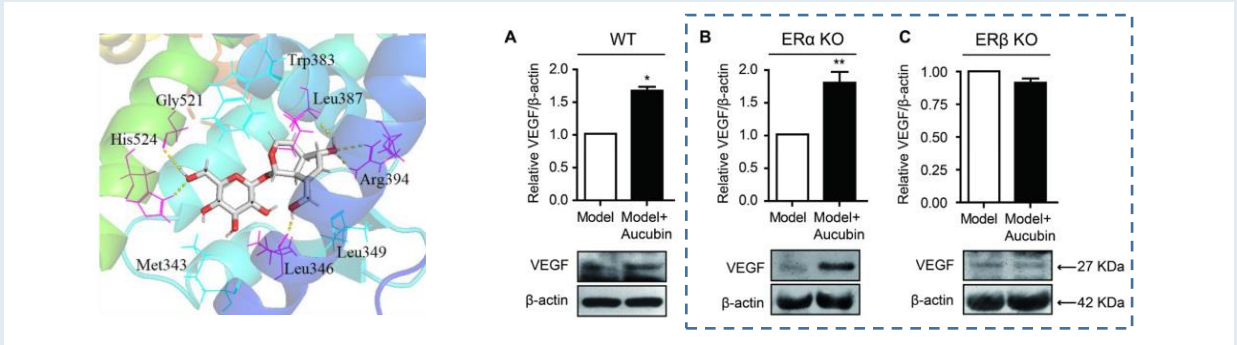 Trp383
Gly521
Leu387
His524
Arg394
Met343
Leu346
Leu349
A
WT
Relative VEGF/β-actin
2.0
1.5
1.0
0.5
0.0
*
Model
Model+
Aucubin
VEGF
β-actin
B
ERα KO
Relative VEGF/β-actin
2.0
1.5
1.0
0.5
0.0
**
Model
Model+
Aucubin
VEGF
β-actin
C
ERβ KO
Relative VEGF/β-actin
1.00
0.75
0.50
0.25
0.00
Model
Model+
Aucubin
VEGF
←27 KDa
β-actin
←42 KDa